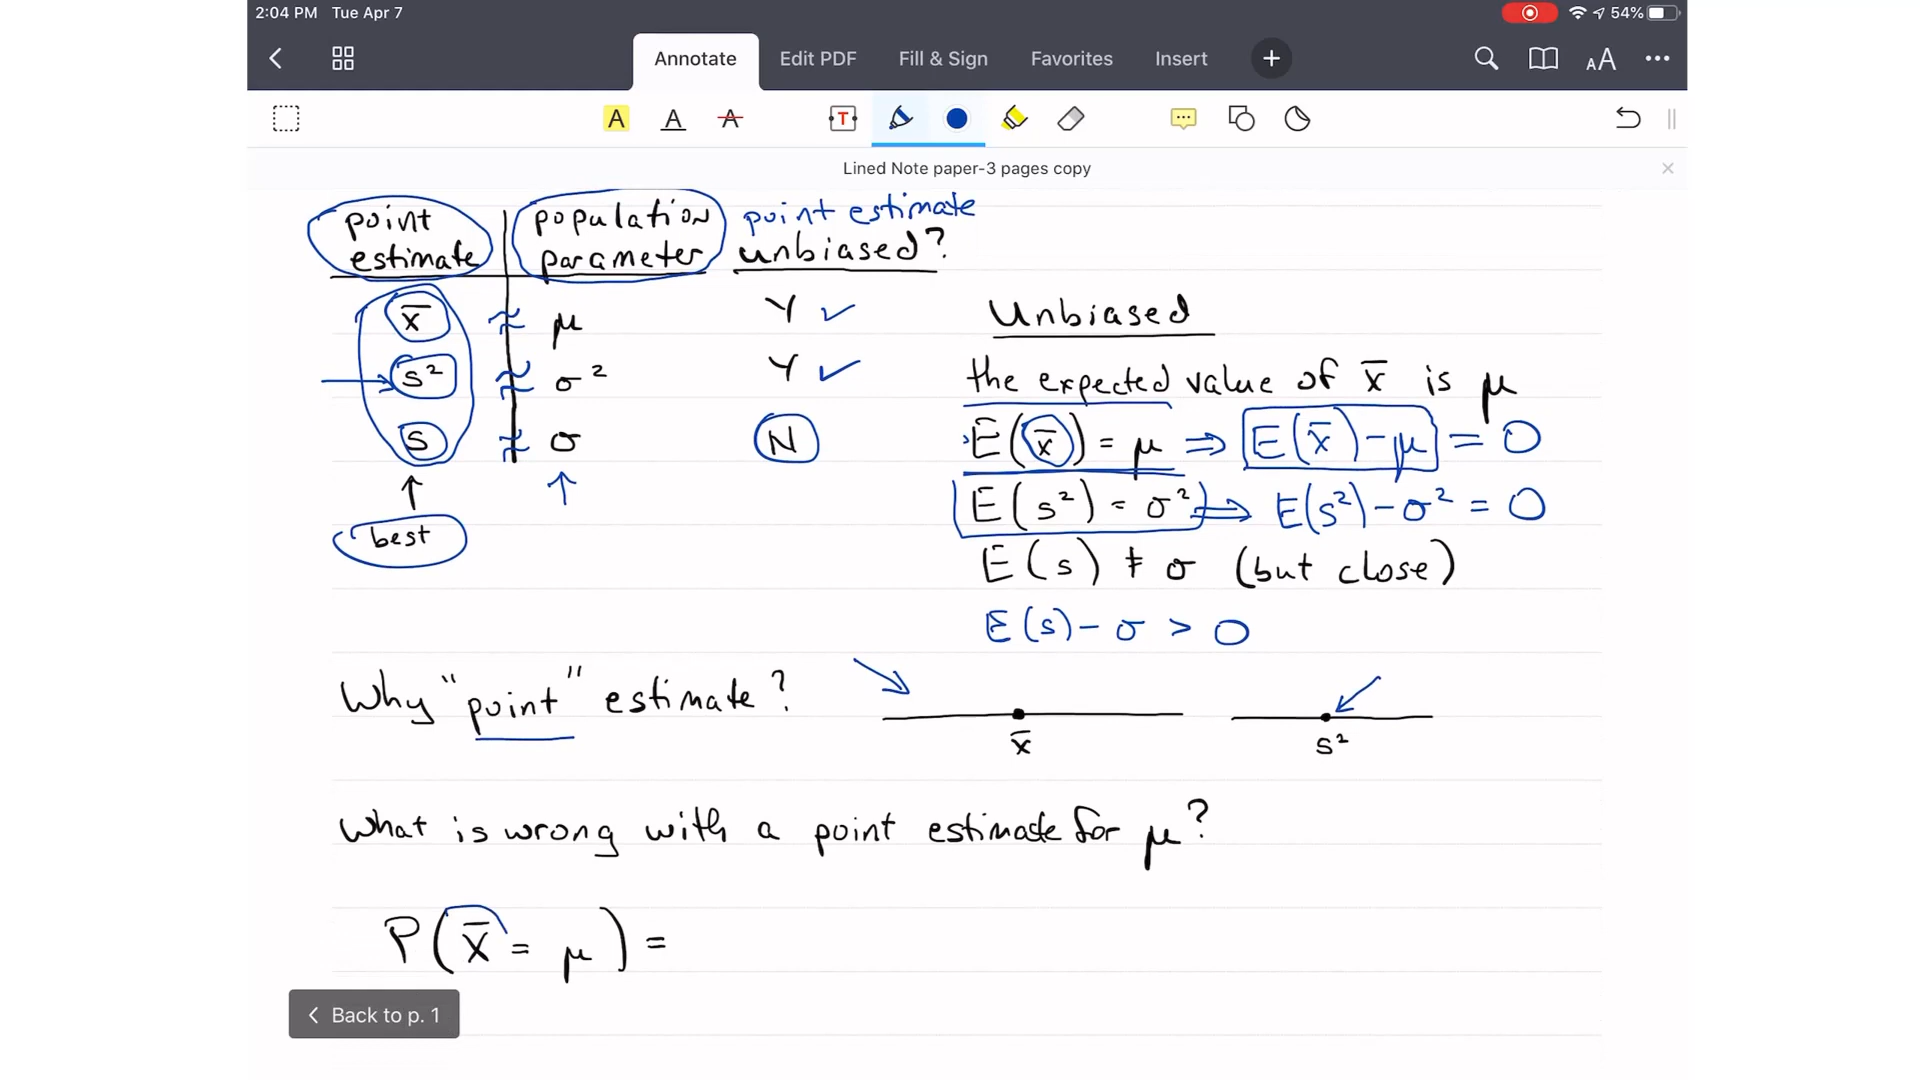 2:04 PM Tue Apr 7
54%
Annotate Edit PDF Fill & Sign Favorites Insert +
AA
A A A T
Lined Note paper-3 pages copy
point estimate
population parameter
point estimate unbiased?
x̄ ≈ μ Y ✓
s² ≈ σ² Y ✓
s ≈ σ N
↑ ↑
best
Unbiased
the expected value of x̄ is μ
E(x̄) = μ ⇒ E(x̄) - μ = 0
E(s²) = σ² ⇒ E(s²) - σ² = 0
E(s) ≠ σ (but close)
E(s) - σ > 0
Why "point" estimate?
x̄ s²
What is wrong with a point estimate for μ?
P(x̄ = μ) =
Back to p. 1